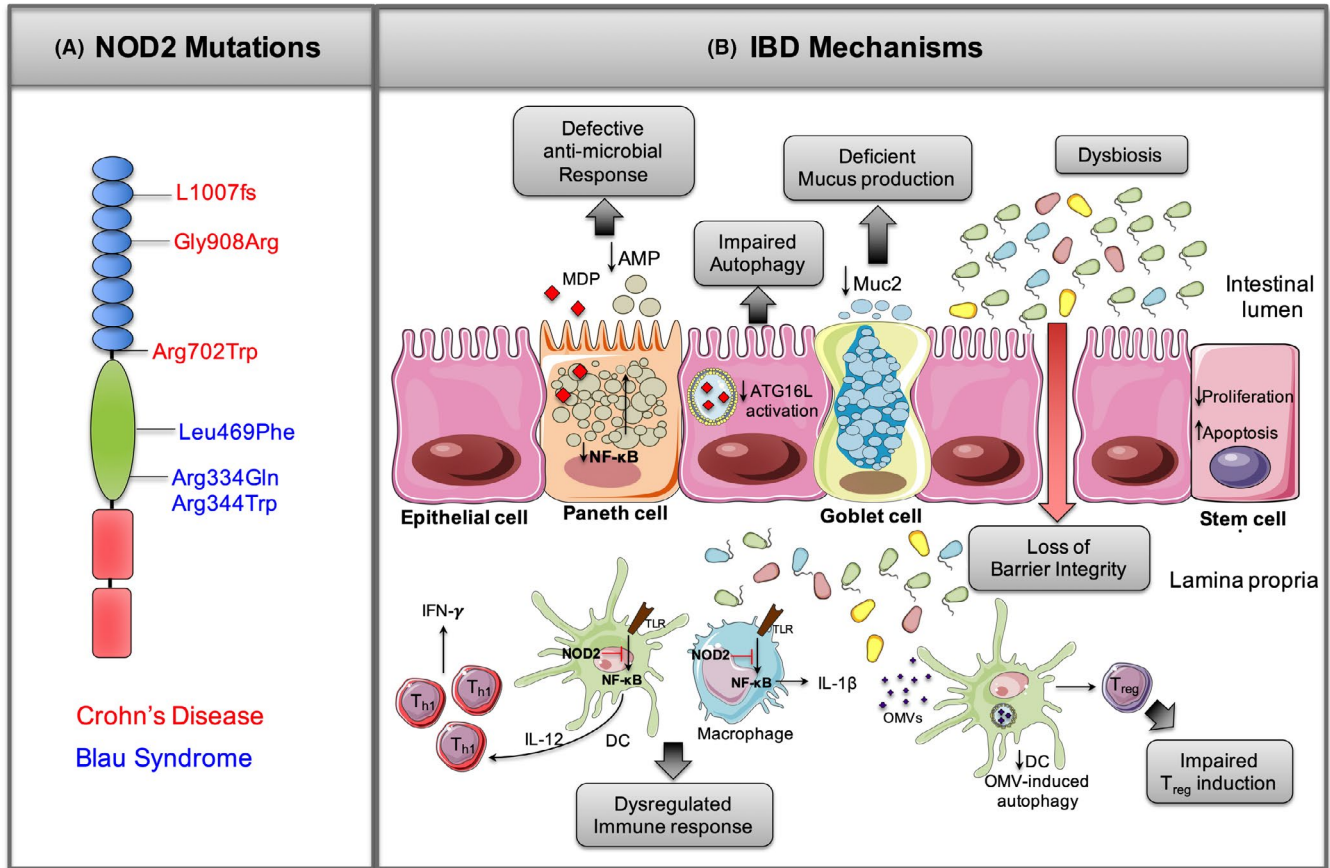 (A) NOD2 Mutations
L1007fs
Gly908Arg
Arg702Trp
Leu469Phe
Arg334Gln
Arg344Trp
Crohn's Disease
Blau Syndrome
(B) IBD Mechanisms
Defective
anti-microbial
Response
Deficient
Mucus production
Dysbiosis
Impaired
Autophagy
↓AMP
MDP
↓Muc2
Intestinal
lumen
↓ATG16L
activation
↓NF-κB
↓Proliferation
↑Apoptosis
Epithelial cell
Paneth cell
Goblet cell
Stem cell
Loss of
Barrier Integrity
Lamina propria
IFN-γ
Th1
Th1
Th1
IL-12
TLR
NOD2
NF-κB
DC
TLR
NOD2
NF-κB
IL-1β
Macrophage
OMVs
Treg
↓DC
OMV-induced
autophagy
Dysregulated
Immune response
Impaired
Treg induction